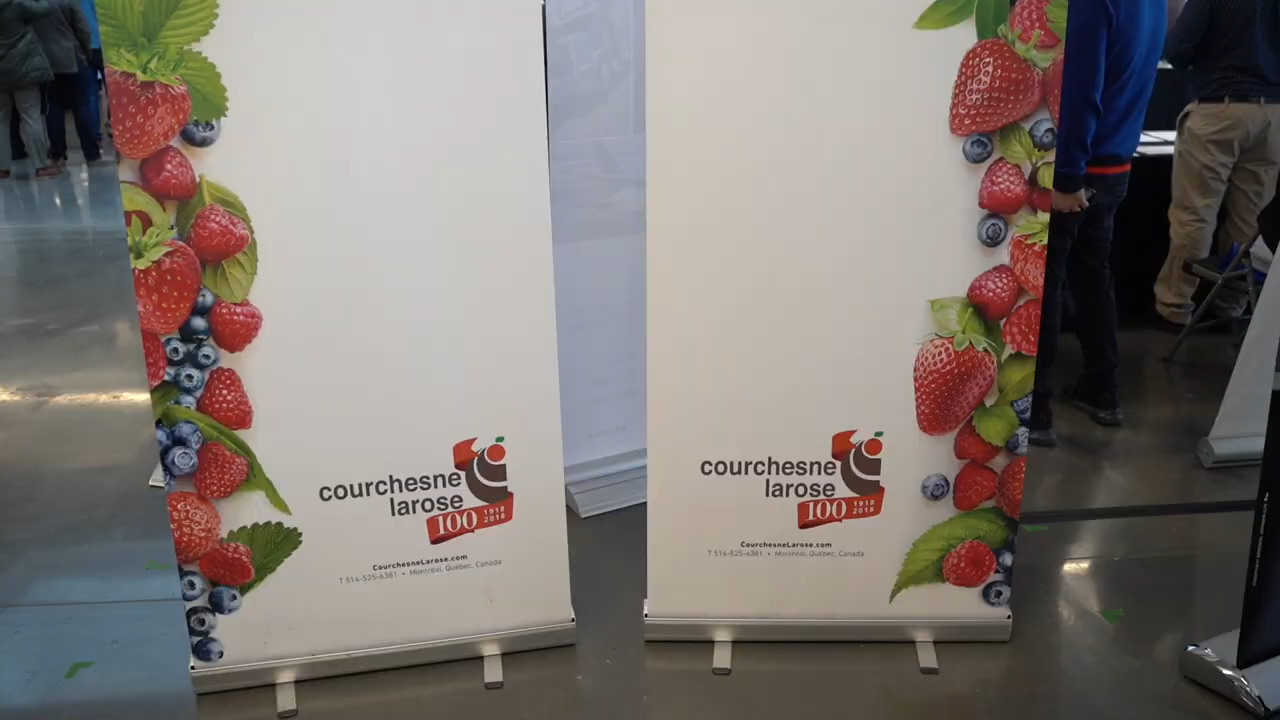 courchesne
larose
100 1918
2018
CourchesneLarose.com
T 514-525-6381 • Montréal, Québec, Canada
courchesne
larose
100 1918
2018
CourchesneLarose.com
T 514-525-6381 • Montréal, Québec, Canada